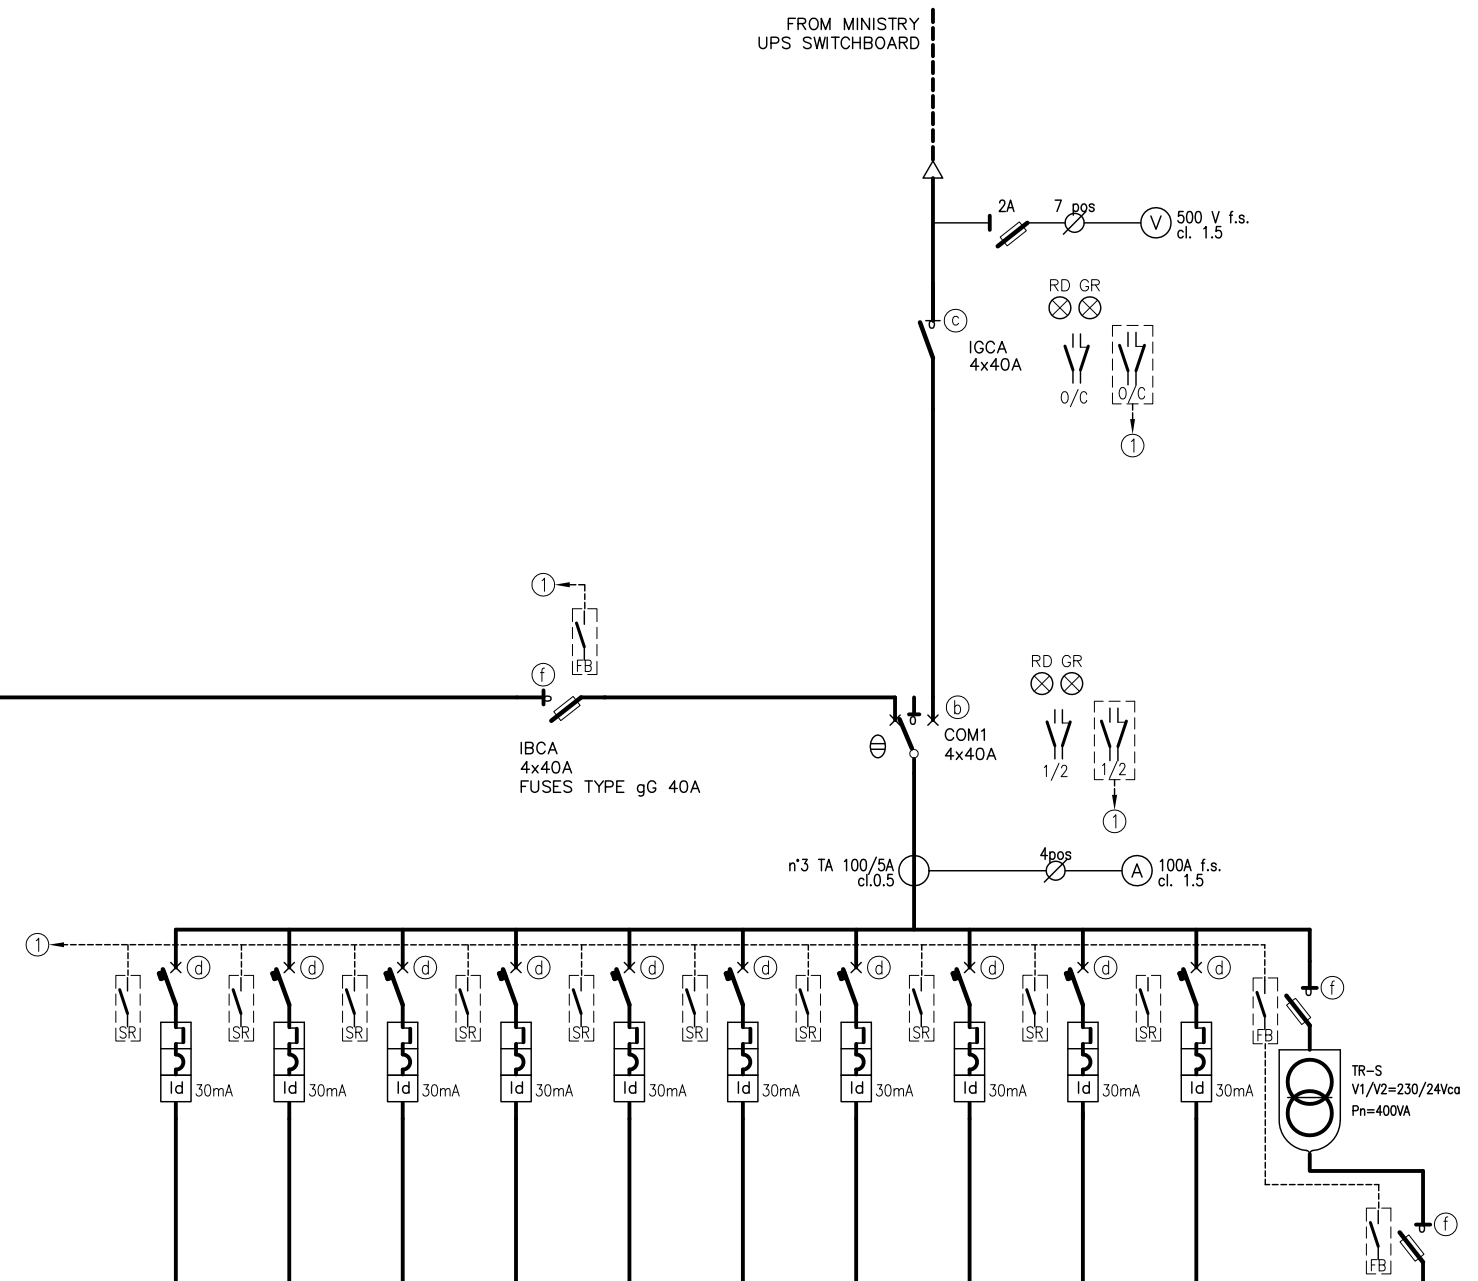 FROM MINISTRY
UPS SWITCHBOARD
2A
7 pos
V
500 V f.s.
cl. 1.5
RD GR
c
IGCA
4x40A
O/C
O/C
1
1
FB
f
RD GR
b
COM1
4x40A
IBCA
4x40A
FUSES TYPE gG 40A
1/2
1/2
1
n°3 TA 100/5A
cl.0.5
4pos
A
100A f.s.
cl. 1.5
1
d d d d d d d d d d
f
SR SR SR SR SR SR SR SR SR SR
FB
Id 30mA Id 30mA Id 30mA Id 30mA Id 30mA Id 30mA Id 30mA Id 30mA Id 30mA Id 30mA
TR-S
V1/V2=230/24Vca
Pn=400VA
f
FB